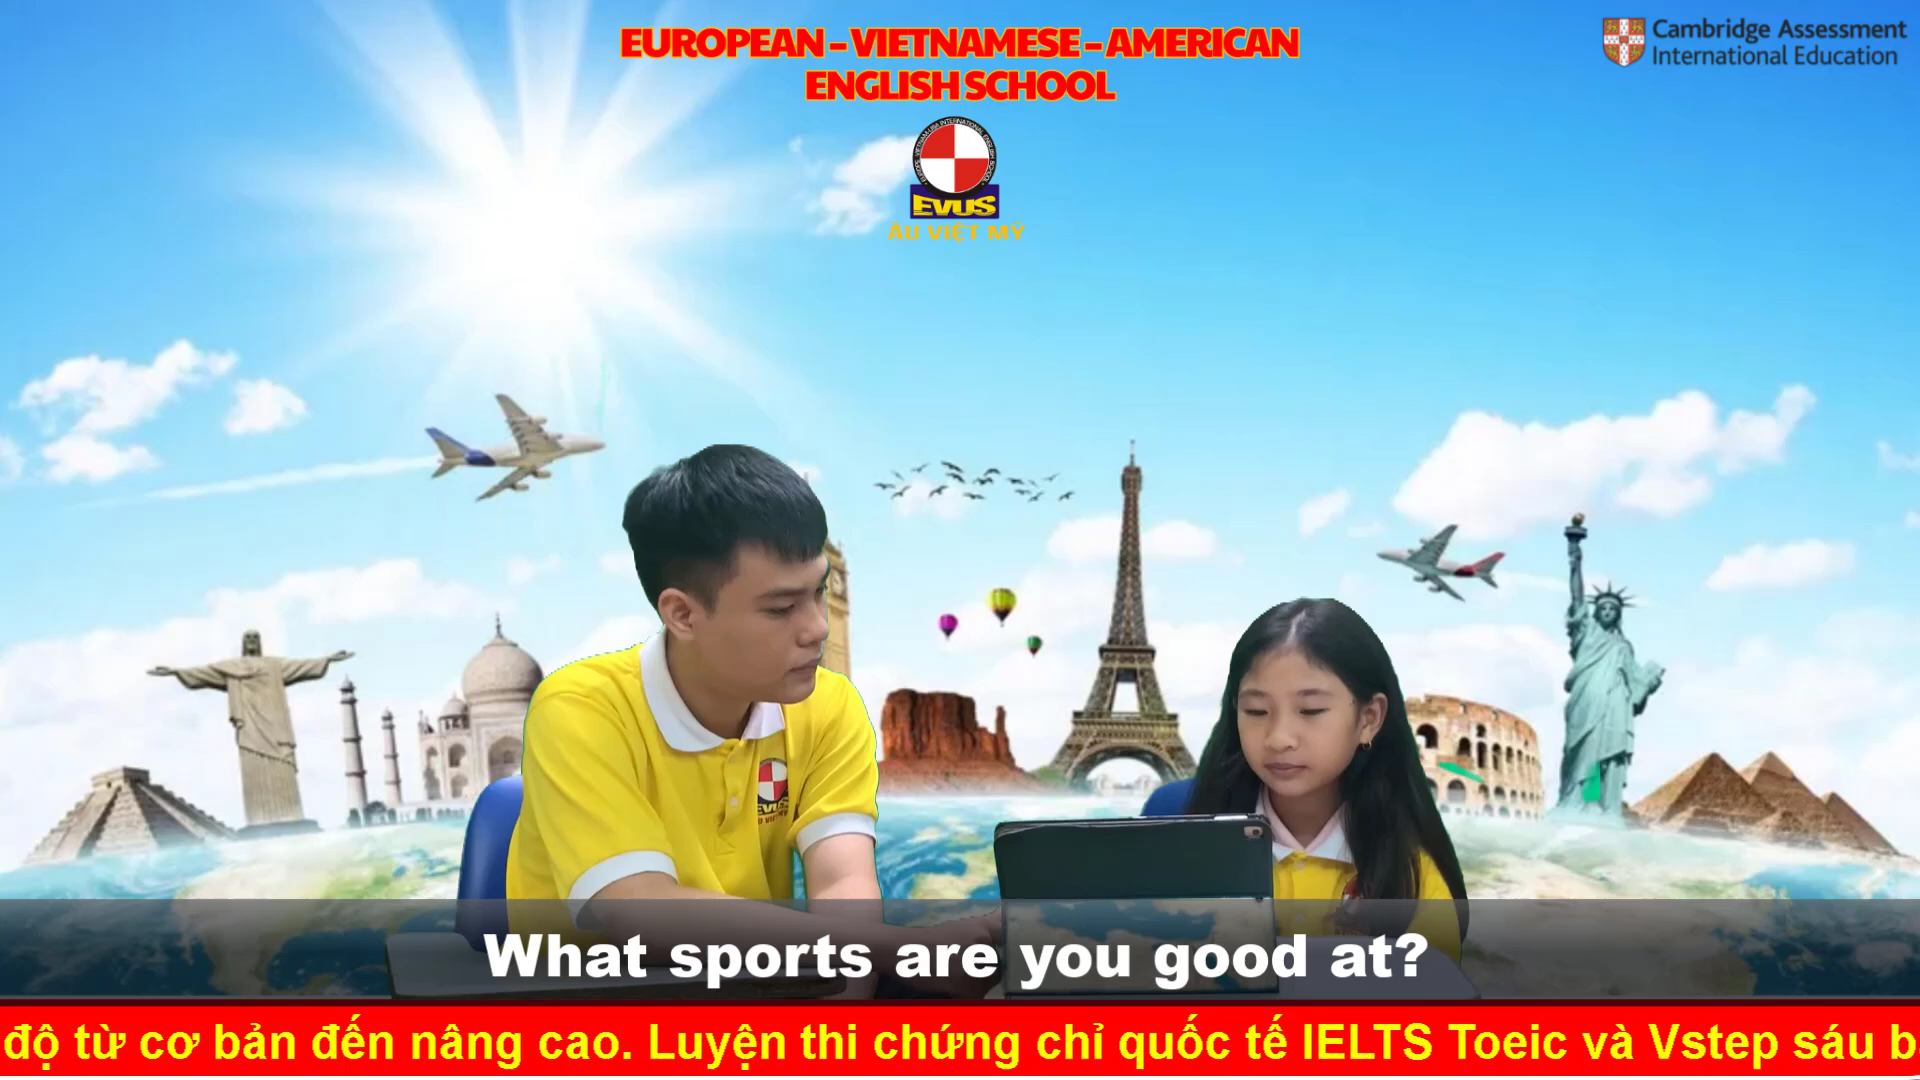 EUROPEAN - VIETNAMESE - AMERICAN
ENGLISH SCHOOL
Cambridge Assessment
International Education
EVUS
ÂU VIỆT MỸ
EVUS
What sports are you good at?
độ từ cơ bản đến nâng cao. Luyện thi chứng chỉ quốc tế IELTS Toeic và Vstep sáu b